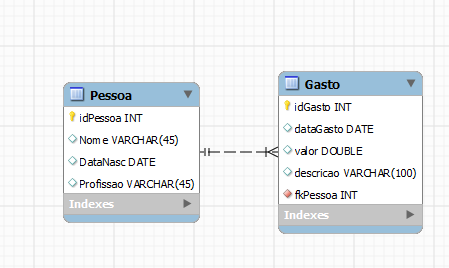 Pessoa
idPessoa INT
Nome VARCHAR(45)
DataNasc DATE
Profissao VARCHAR(45)
Indexes
Gasto
idGasto INT
dataGasto DATE
valor DOUBLE
descricao VARCHAR(100)
fkPessoa INT
Indexes